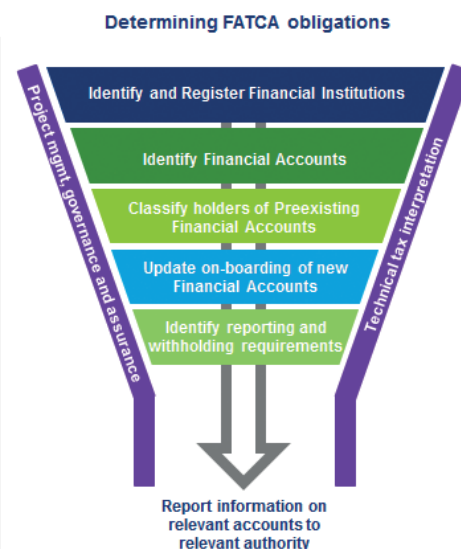 Determining FATCA obligations
Project mgmt, governance and assurance
Technical tax interpretation
Identify and Register Financial Institutions
Identify Financial Accounts
Classify holders of Preexisting
Financial Accounts
Update on-boarding of new
Financial Accounts
Identify reporting and
withholding requirements
Report information on
relevant accounts to
relevant authority